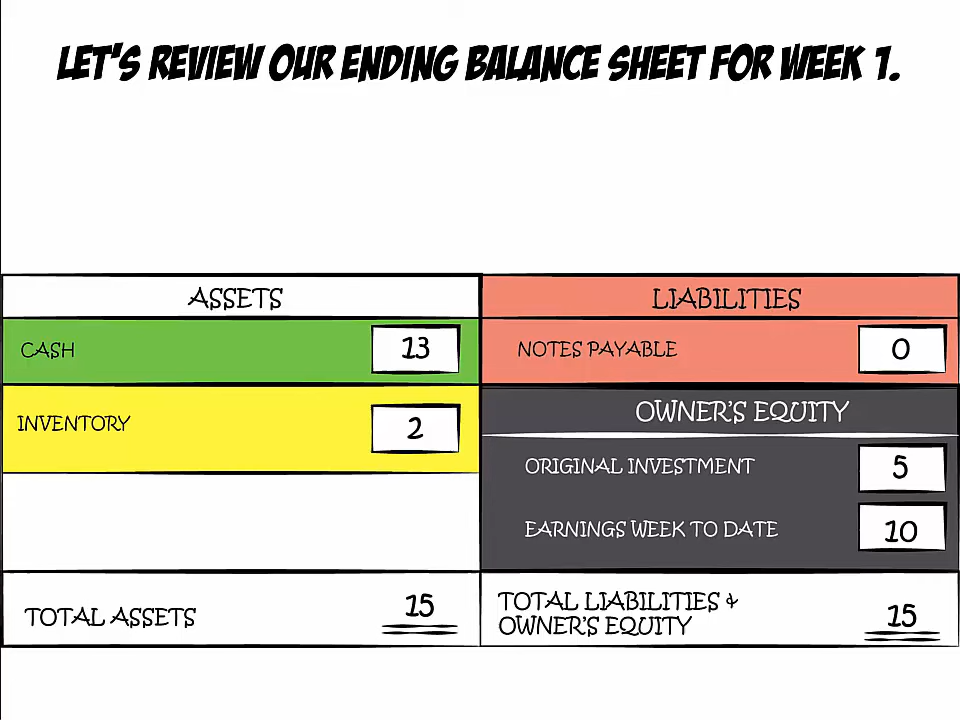 LET'S REVIEW OUR ENDING BALANCE SHEET FOR WEEK 1.
ASSETS
CASH 13
INVENTORY 2
TOTAL ASSETS 15
LIABILITIES
NOTES PAYABLE 0
OWNER'S EQUITY
ORIGINAL INVESTMENT 5
EARNINGS WEEK TO DATE 10
TOTAL LIABILITIES &
OWNER'S EQUITY 15